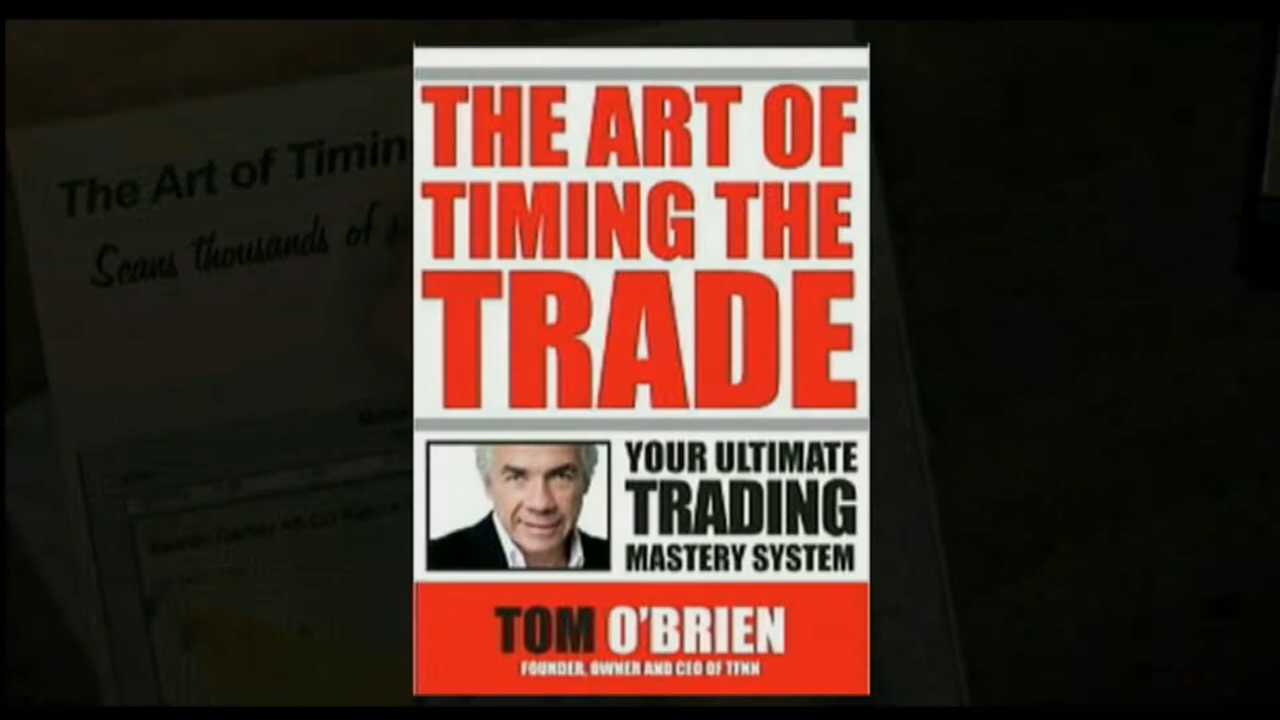 THE ART OF
TIMING THE
TRADE
YOUR ULTIMATE
TRADING
MASTERY SYSTEM
TOM O'BRIEN
FOUNDER, OWNER AND CEO OF TFNN
The Art of Timin
Scans thousands of